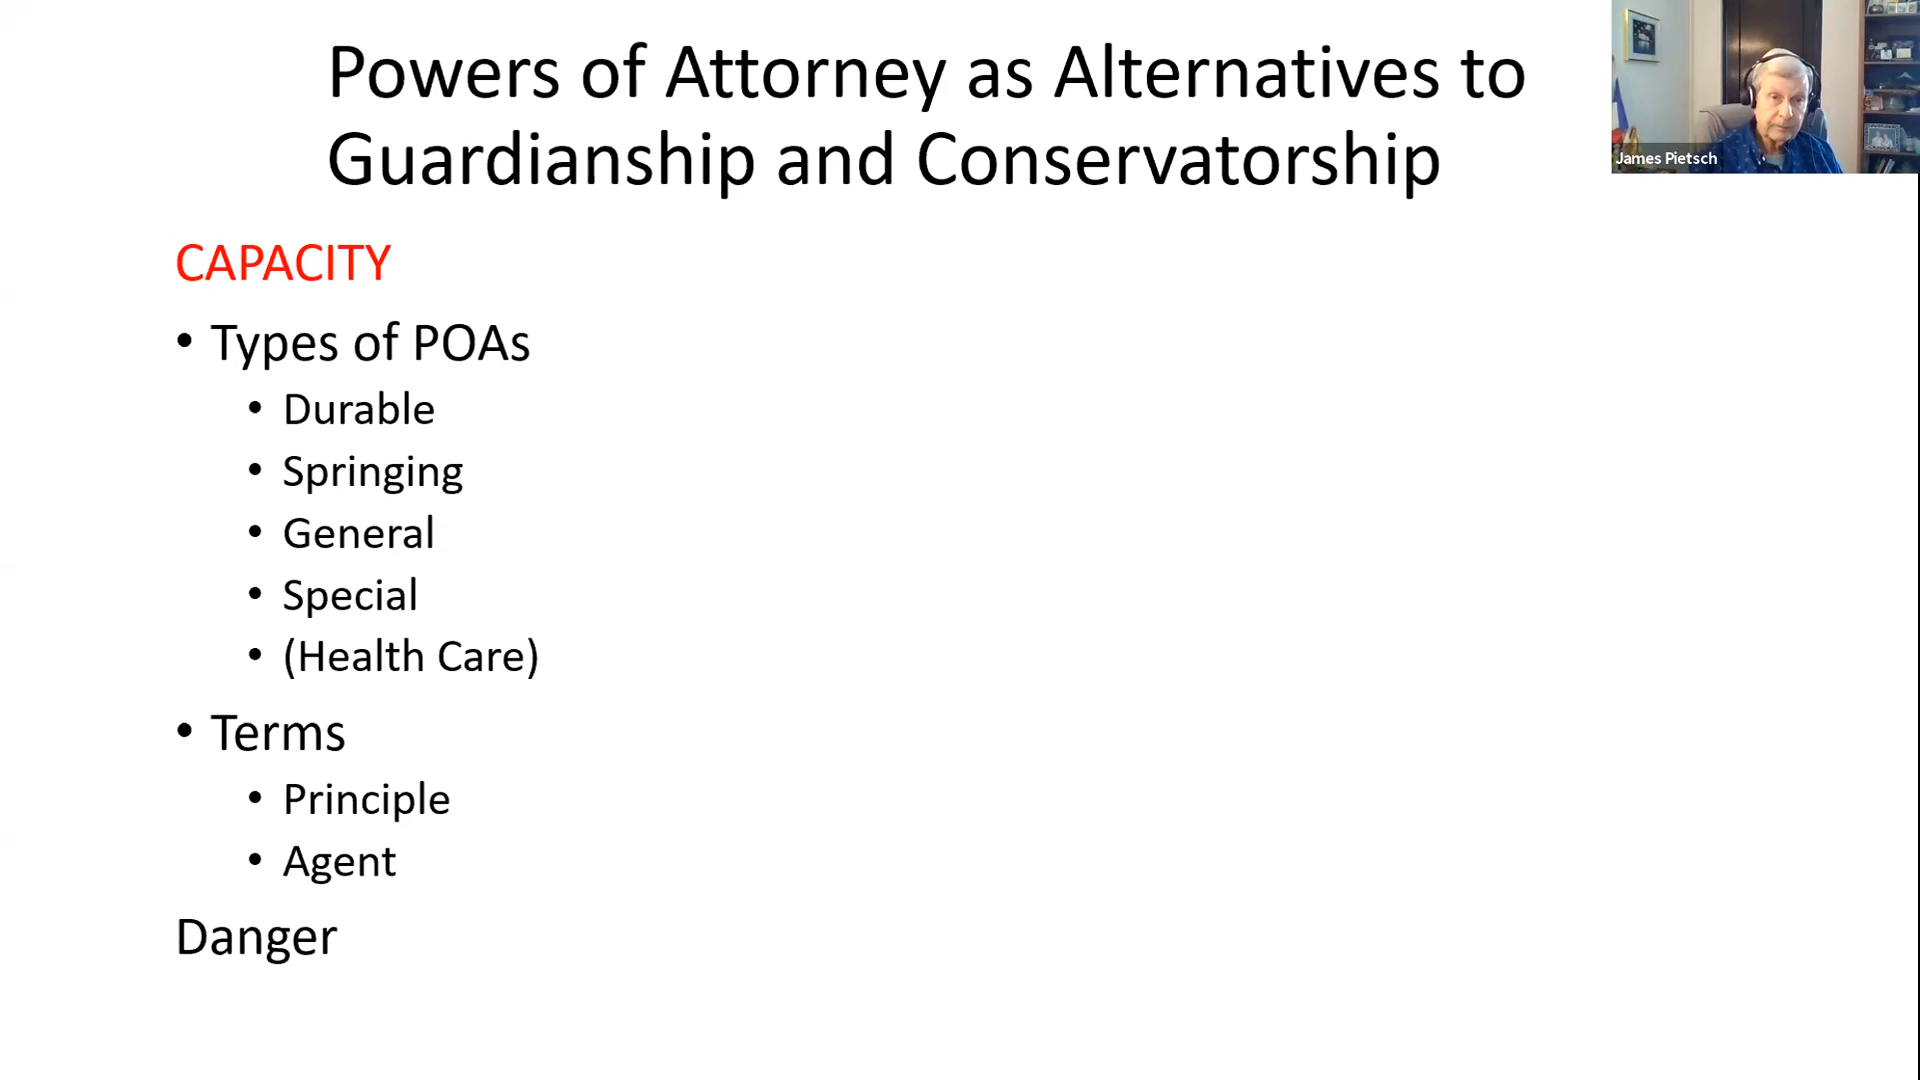 Powers of Attorney as Alternatives to
Guardianship and Conservatorship
James Pietsch
CAPACITY
• Types of POAs
• Durable
• Springing
• General
• Special
• (Health Care)
• Terms
• Principle
• Agent
Danger